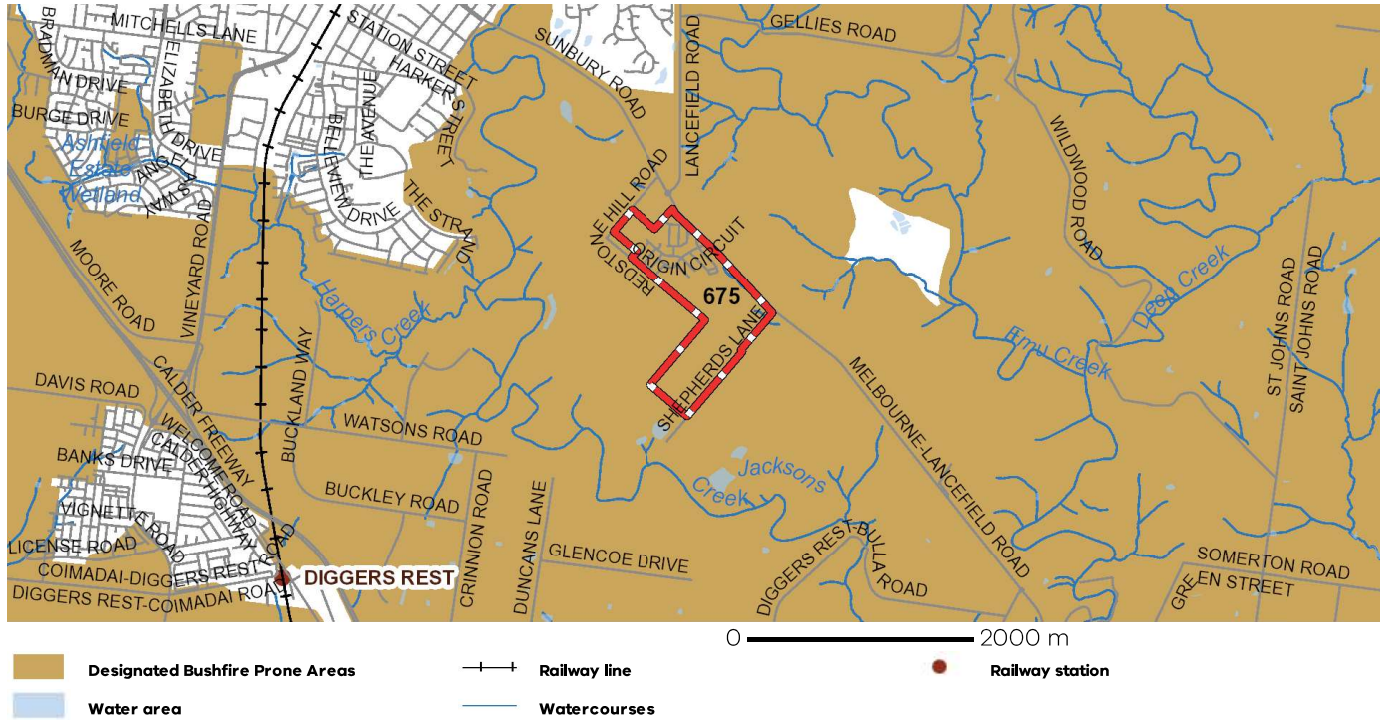 MITCHELLS LANE
BRADMAN DRIVE
ELIZABETH DRIVE
STATION STREET
HARKER STREET
SUNBURY ROAD
LANCEFIELD ROAD
GELLIES ROAD
BURGE DRIVE
THE AVENUE
BELLEVIEW DRIVE
Ashfield
Estate
Wetland
ANGELAS WAY
THE STRAND
WILDWOOD ROAD
REDSTONE HILL ROAD
ORIGIN CIRCUIT
MOORE ROAD
VINEYARD ROAD
Harpers Creek
675
Deep Creek
ST JOHNS ROAD
SAINT JOHNS ROAD
Emu Creek
SHEPHERDS LANE
MELBOURNE-LANCEFIELD ROAD
DAVIS ROAD
CALDER FREEWAY
BUCKLAND WAY
WATSONS ROAD
WELCOME ROAD
CALDER HIGHWAY
BANKS DRIVE
Jacksons
Creek
BUCKLEY ROAD
CRINNION ROAD
DUNCANS LANE
VIGNETTE ROAD
LICENSE ROAD
GLENCOE DRIVE
DIGGERS REST-BULLA ROAD
SOMERTON ROAD
GREEN STREET
COIMADAI-DIGGERS REST ROAD
DIGGERS REST
DIGGERS REST-COIMADAI ROAD
0 2000 m
Designated Bushfire Prone Areas
Railway line
Railway station
Water area
Watercourses